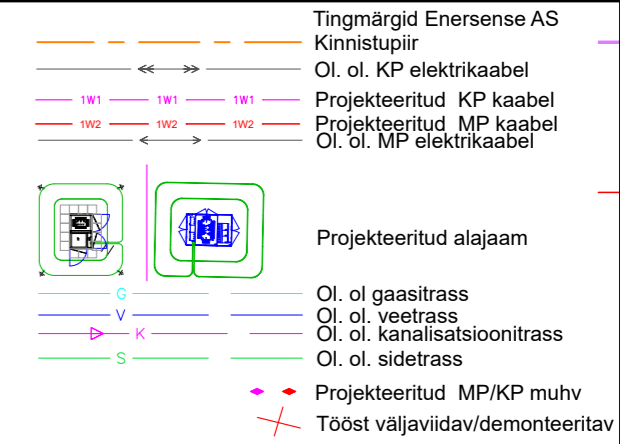 Tingmärgid Enersense AS
Kinnistupiir
Ol. ol. KP elektrikaabel
1W1 1W1 1W1 Projekteeritud KP kaabel
1W2 1W2 1W2 Projekteeritud MP kaabel
Ol. ol. MP elektrikaabel
Projekteeritud alajaam
G Ol. ol gaasitrass
V Ol. ol. veetrass
K Ol. ol. kanalisatsioonitrass
S Ol. ol. sidetrass
Projekteeritud MP/KP muhv
Tööst väljaviidav/demonteeritav